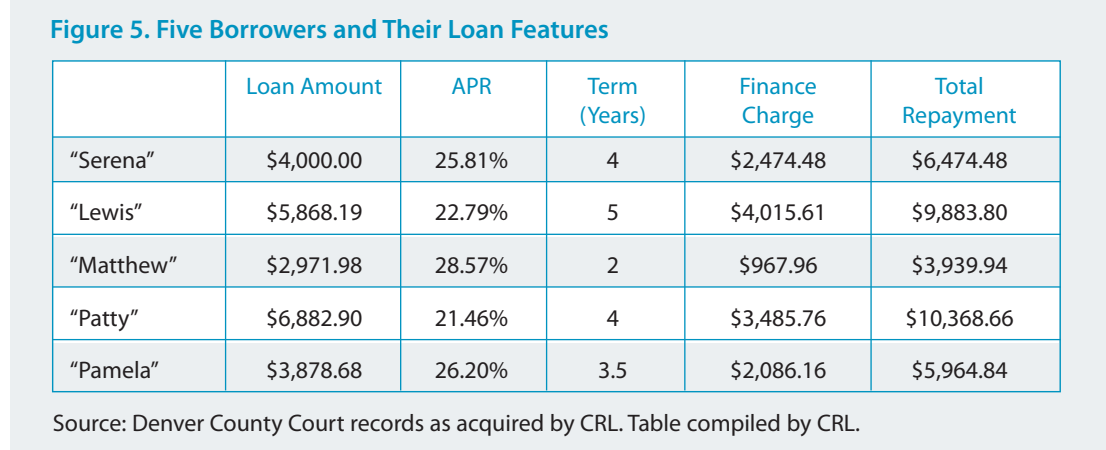 Figure 5. Five Borrowers and Their Loan Features
Loan Amount APR Term (Years) Finance Charge Total Repayment
“Serena” $4,000.00 25.81% 4 $2,474.48 $6,474.48
“Lewis” $5,868.19 22.79% 5 $4,015.61 $9,883.80
“Matthew” $2,971.98 28.57% 2 $967.96 $3,939.94
“Patty” $6,882.90 21.46% 4 $3,485.76 $10,368.66
“Pamela” $3,878.68 26.20% 3.5 $2,086.16 $5,964.84
Source: Denver County Court records as acquired by CRL. Table compiled by CRL.